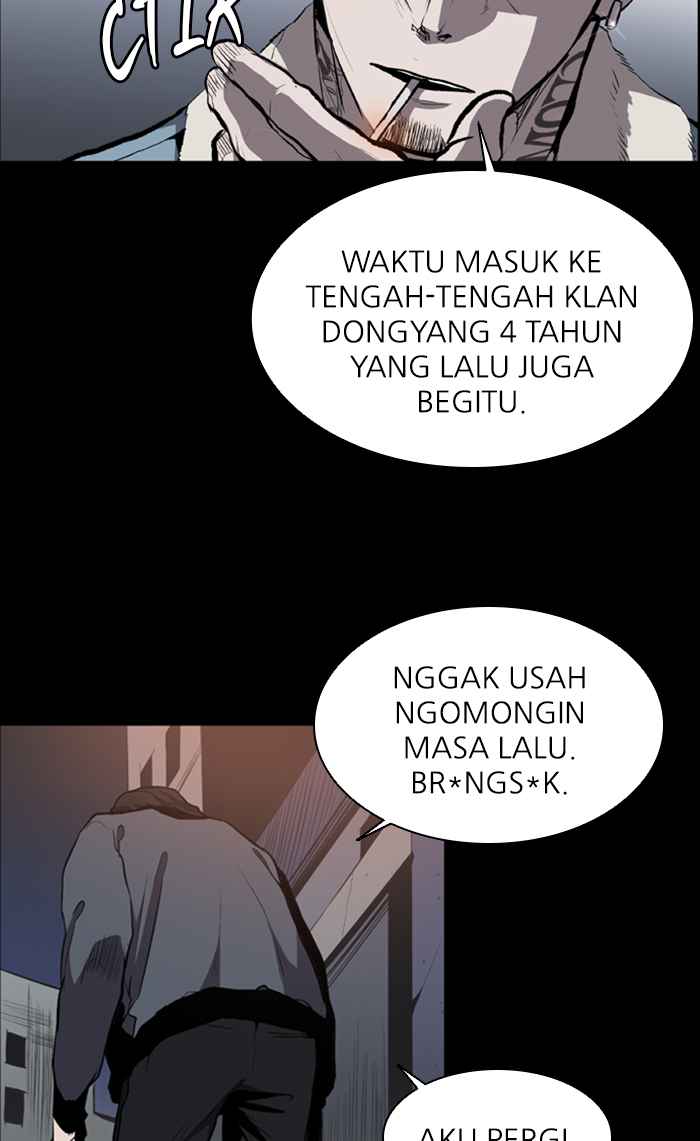 CTIK
WAKTU MASUK KE
TENGAH-TENGAH KLAN
DONGYANG 4 TAHUN
YANG LALU JUGA
BEGITU.
NGGAK USAH
NGOMONGIN
MASA LALU.
BR*NGS*K.
AKU PERGI